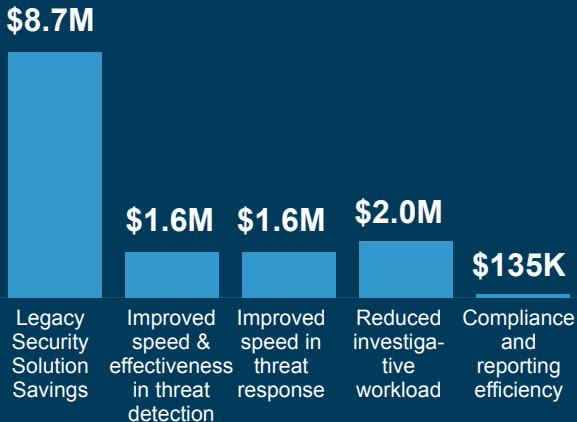 $8.7M
$1.6M
$1.6M
$2.0M
$135K
Legacy
Security
Solution
Savings
Improved
speed &
effectiveness
in threat
detection
Improved
speed in
threat
response
Reduced
investiga-
tive
workload
Compliance
and
reporting
efficiency